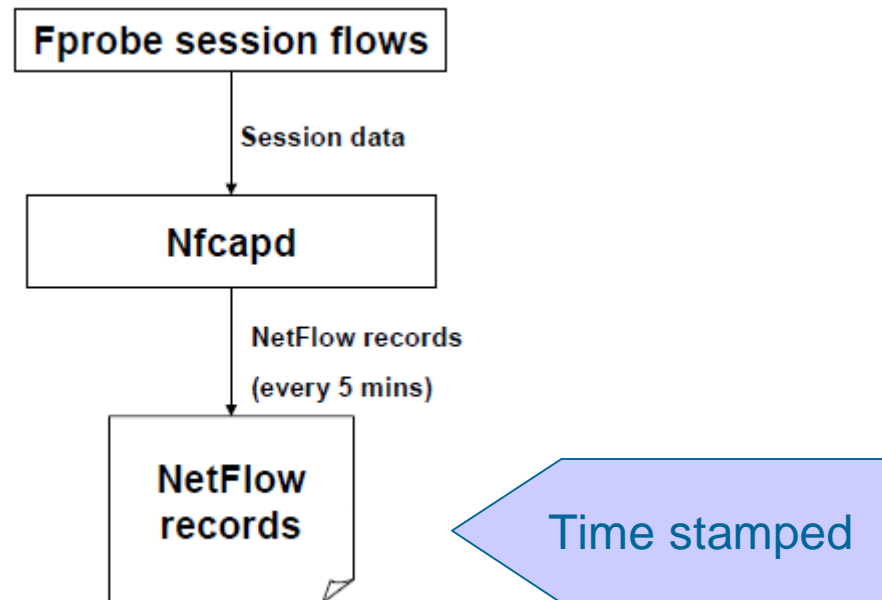 Fprobe session flows
Session data
Nfcapd
NetFlow records
(every 5 mins)
NetFlow
records
Time stamped